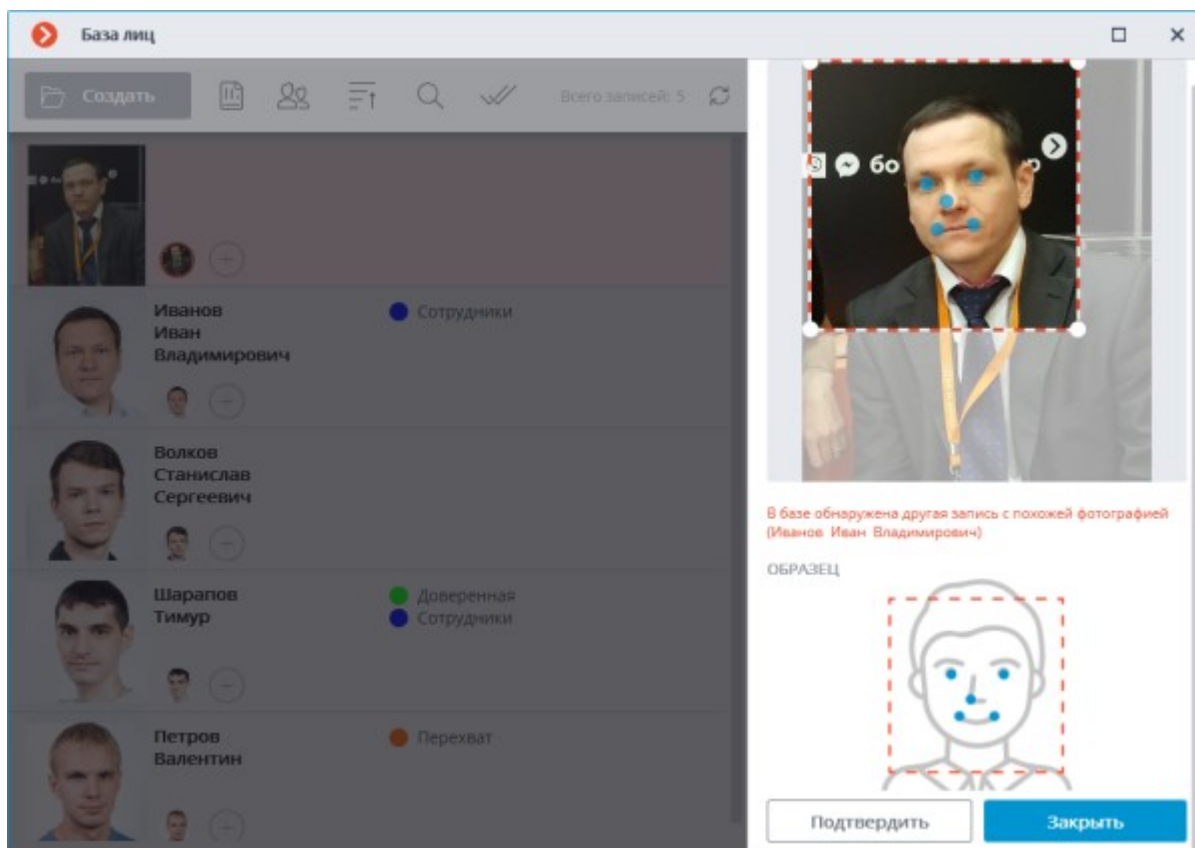 База лиц
Создать
Всего записей: 5
Иванов
Иван
Владимирович
Сотрудники
Волков
Станислав
Сергеевич
Шарапов
Тимур
Доверенная
Сотрудники
Петров
Валентин
Перехват
бо
р
В базе обнаружена другая запись с похожей фотографией
(Иванов Иван Владимирович)
ОБРАЗЕЦ
Подтвердить
Закрыть